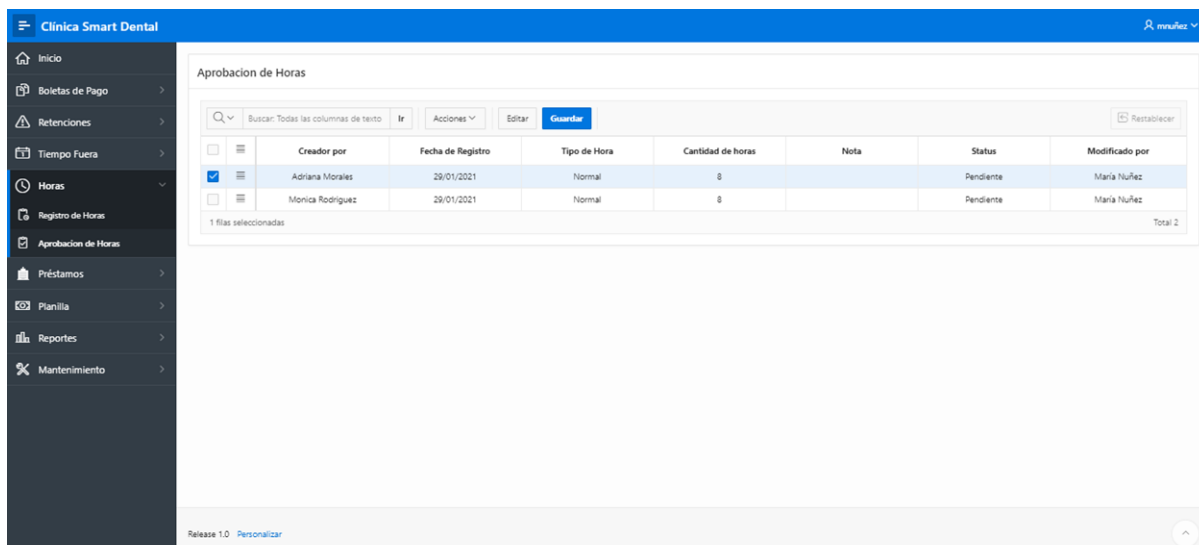 Clínica Smart Dental
mnuñez
Inicio
Boletas de Pago
Retenciones
Tiempo Fuera
Horas
Registro de Horas
Aprobacion de Horas
Préstamos
Planilla
Reportes
Mantenimiento
Aprobacion de Horas
Buscar: Todas las columnas de texto Ir Acciones Editar Guardar Restablecer
Creador por Fecha de Registro Tipo de Hora Cantidad de horas Nota Status Modificado por
Adriana Morales 29/01/2021 Normal 8 Pendiente María Nuñez
Monica Rodriguez 29/01/2021 Normal 8 Pendiente María Nuñez
1 filas seleccionadas Total 2
Release 1.0 Personalizar